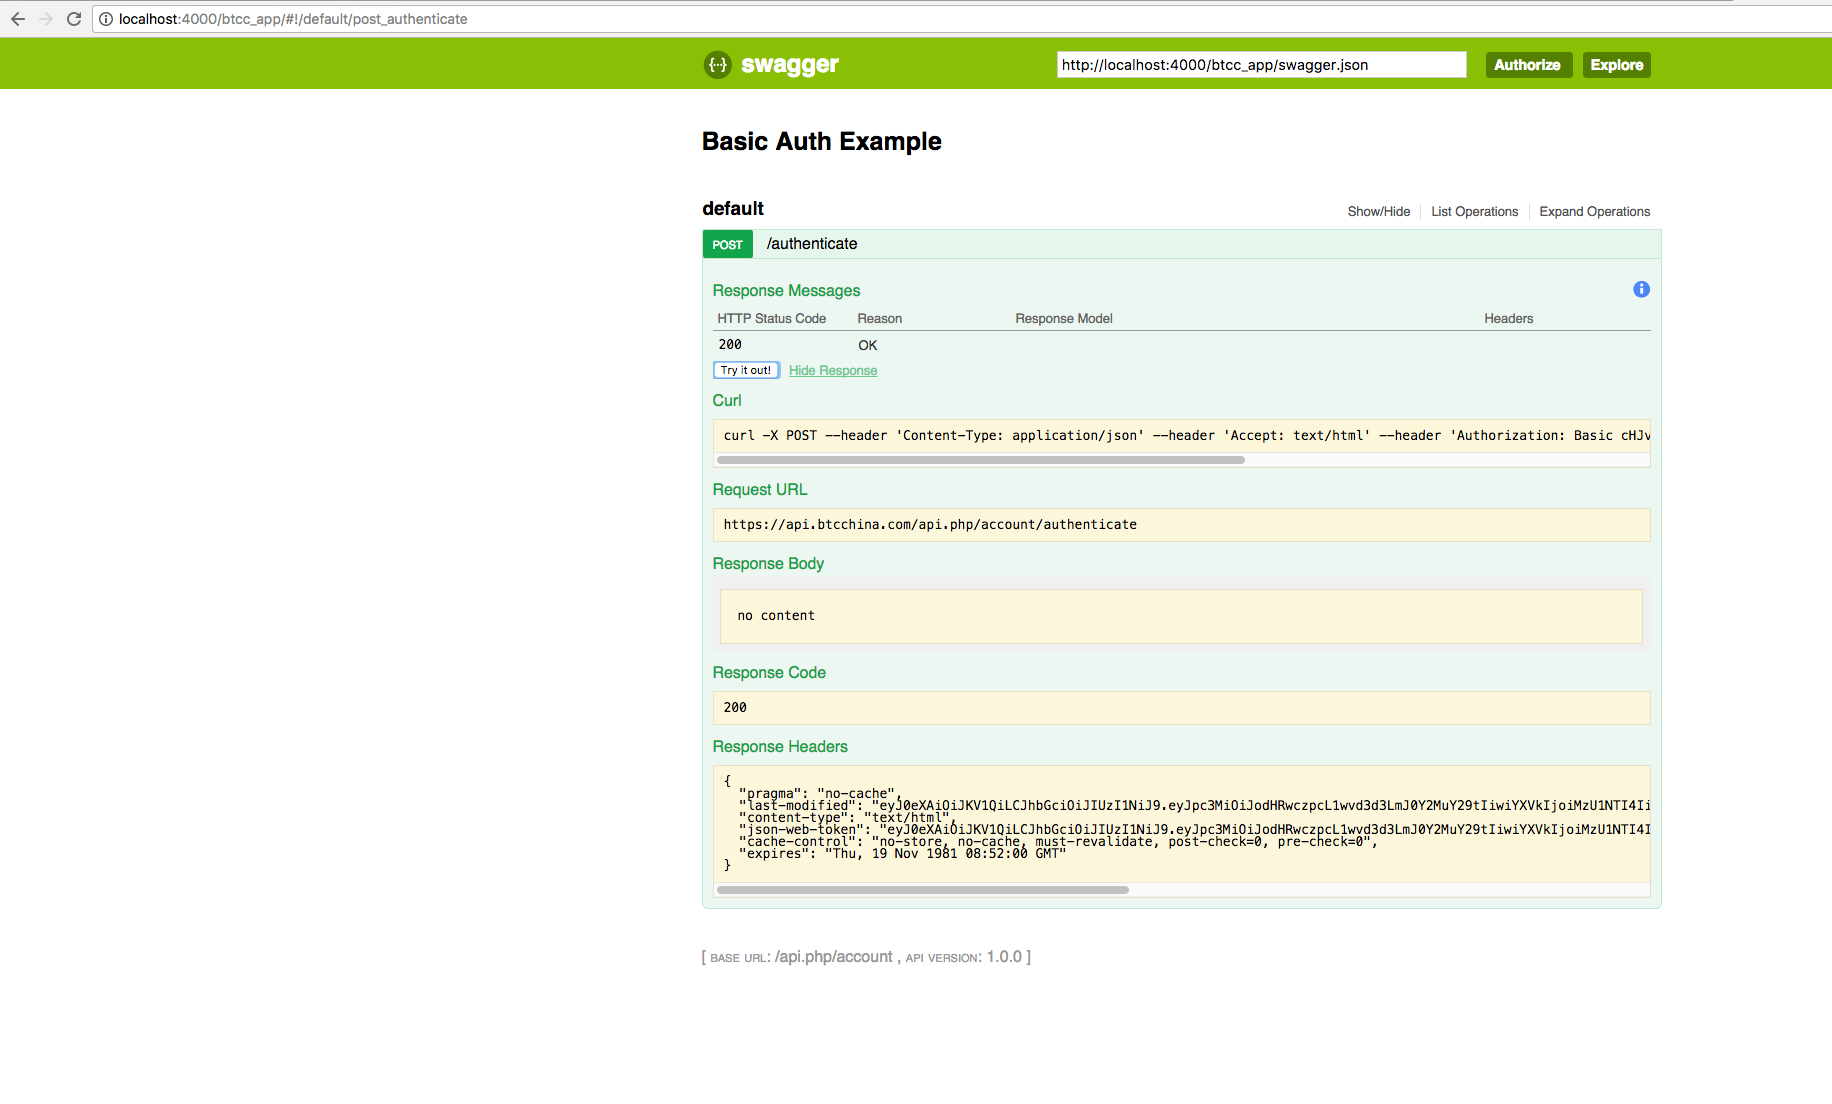 localhost:4000/btcc_app/#!/default/post_authenticate
{···} swagger http://localhost:4000/btcc_app/swagger.json Authorize Explore
Basic Auth Example
default Show/Hide List Operations Expand Operations
POST /authenticate
Response Messages
HTTP Status Code Reason Response Model Headers
200 OK
Try it out! Hide Response
Curl
curl -X POST --header 'Content-Type: application/json' --header 'Accept: text/html' --header 'Authorization: Basic cHJv
Request URL
https://api.btcchina.com/api.php/account/authenticate
Response Body
no content
Response Code
200
Response Headers
{
"pragma": "no-cache",
"last-modified": "eyJ0eXAiOiJKV1QiLCJhbGciOiJIUzI1NiJ9.eyJpc3MiOiJodHRwczpcL1wvd3d3LmJ0Y2MuY29tIiwiYXVkIjoiMzU1NTI4Ii
"content-type": "text/html",
"json-web-token": "eyJ0eXAiOiJKV1QiLCJhbGciOiJIUzI1NiJ9.eyJpc3MiOiJodHRwczpcL1wvd3d3LmJ0Y2MuY29tIiwiYXVkIjoiMzU1NTI4I
"cache-control": "no-store, no-cache, must-revalidate, post-check=0, pre-check=0",
"expires": "Thu, 19 Nov 1981 08:52:00 GMT"
}
[ BASE URL: /api.php/account , API VERSION: 1.0.0 ]